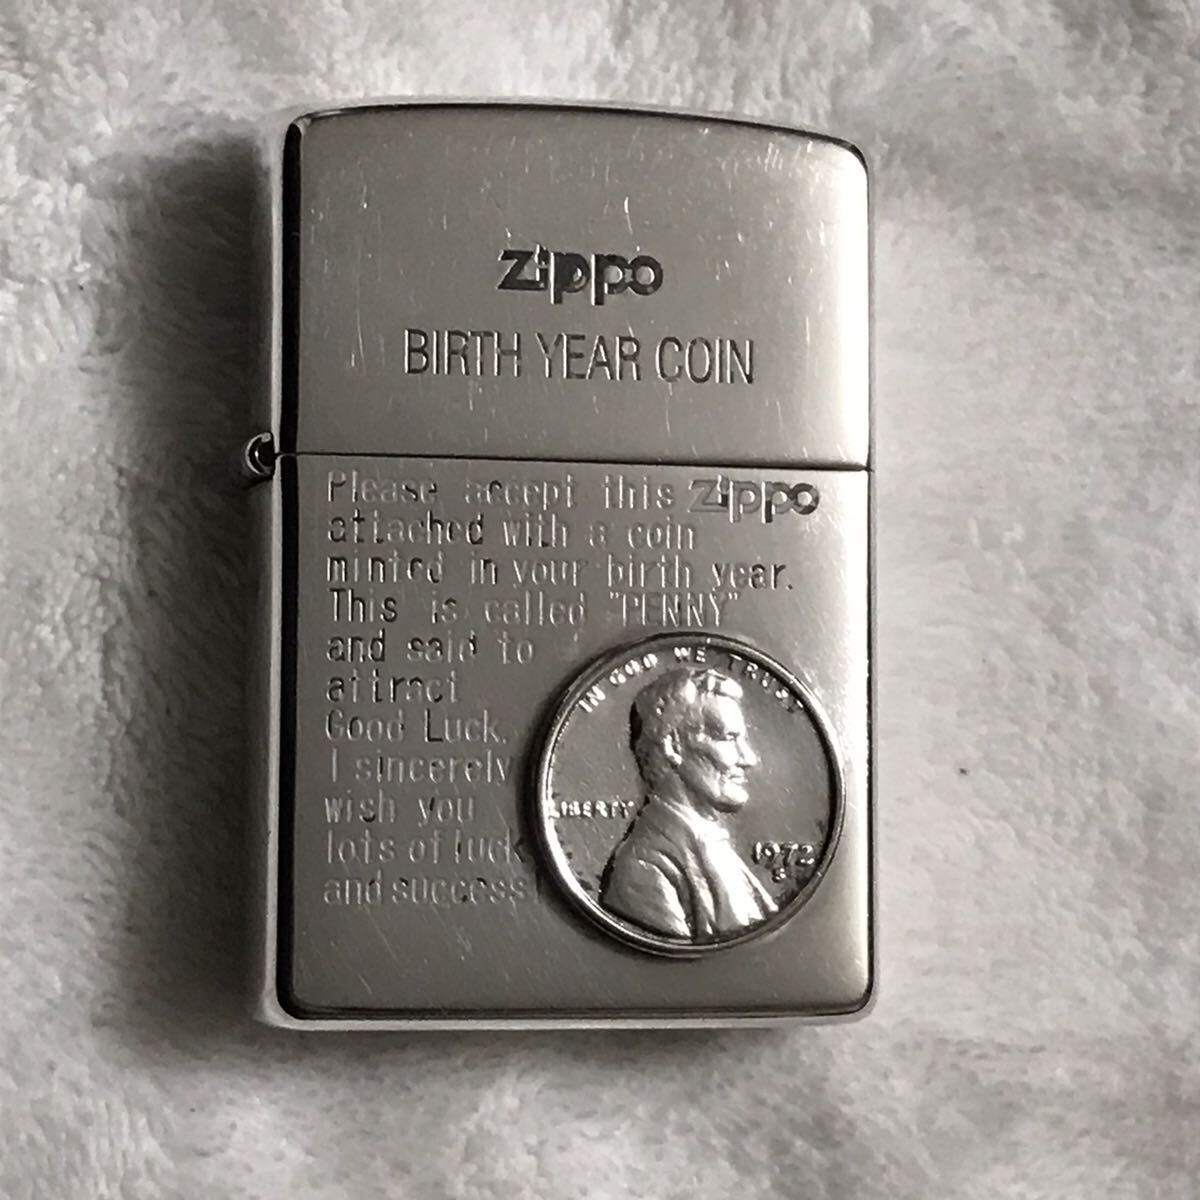 Zippo
BIRTH YEAR COIN
Please accept this Zippo
attached with a coin
minted in your birth year.
This is called "PENNY"
and said to
attract
Good Luck.
I sincerely
wish you
lots of luck
and success!
IN GOD WE TRUST
LIBERTY
1972
S